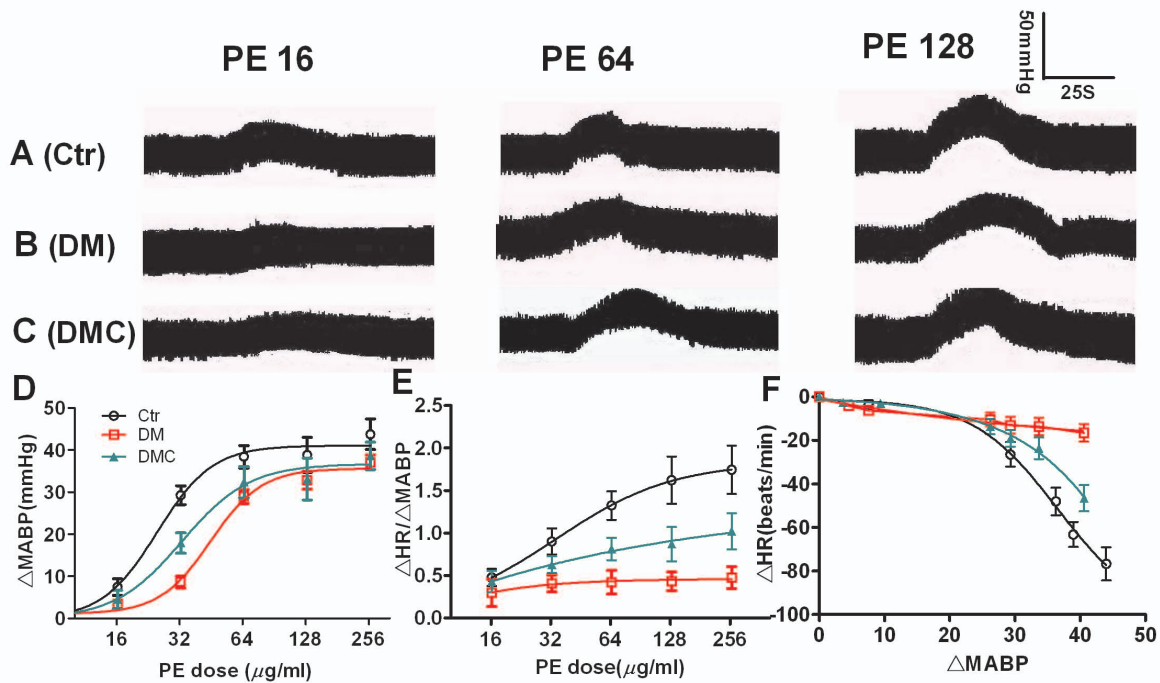 PE 16
PE 64
PE 128
50mmHg
25S
A (Ctr)
B (DM)
C (DMC)
D
△MABP(mmHg)
50
40
30
20
10
0
Ctr
DM
DMC
16
32
64
128
256
PE dose(μg/ml)
E
△HR/△MABP
2.5
2.0
1.5
1.0
0.5
0.0
16
32
64
128
256
PE dose(μg/ml)
F
△HR(beats/min)
0
-20
-40
-60
-80
-100
0
10
20
30
40
50
△MABP